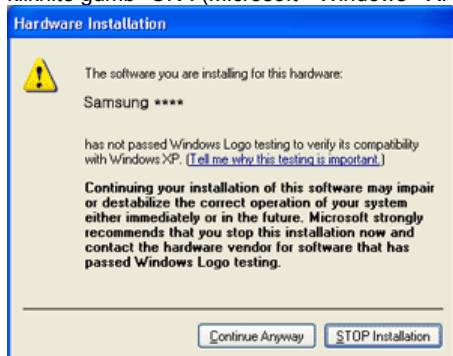 Hardware Installation
The software you are installing for this hardware:
Samsung ****
has not passed Windows Logo testing to verify its compatibility
with Windows XP. (Tell me why this testing is important.)
Continuing your installation of this software may impair
or destabilize the correct operation of your system
either immediately or in the future. Microsoft strongly
recommends that you stop this installation now and
contact the hardware vendor for software that has
passed Windows Logo testing.
Continue Anyway STOP Installation